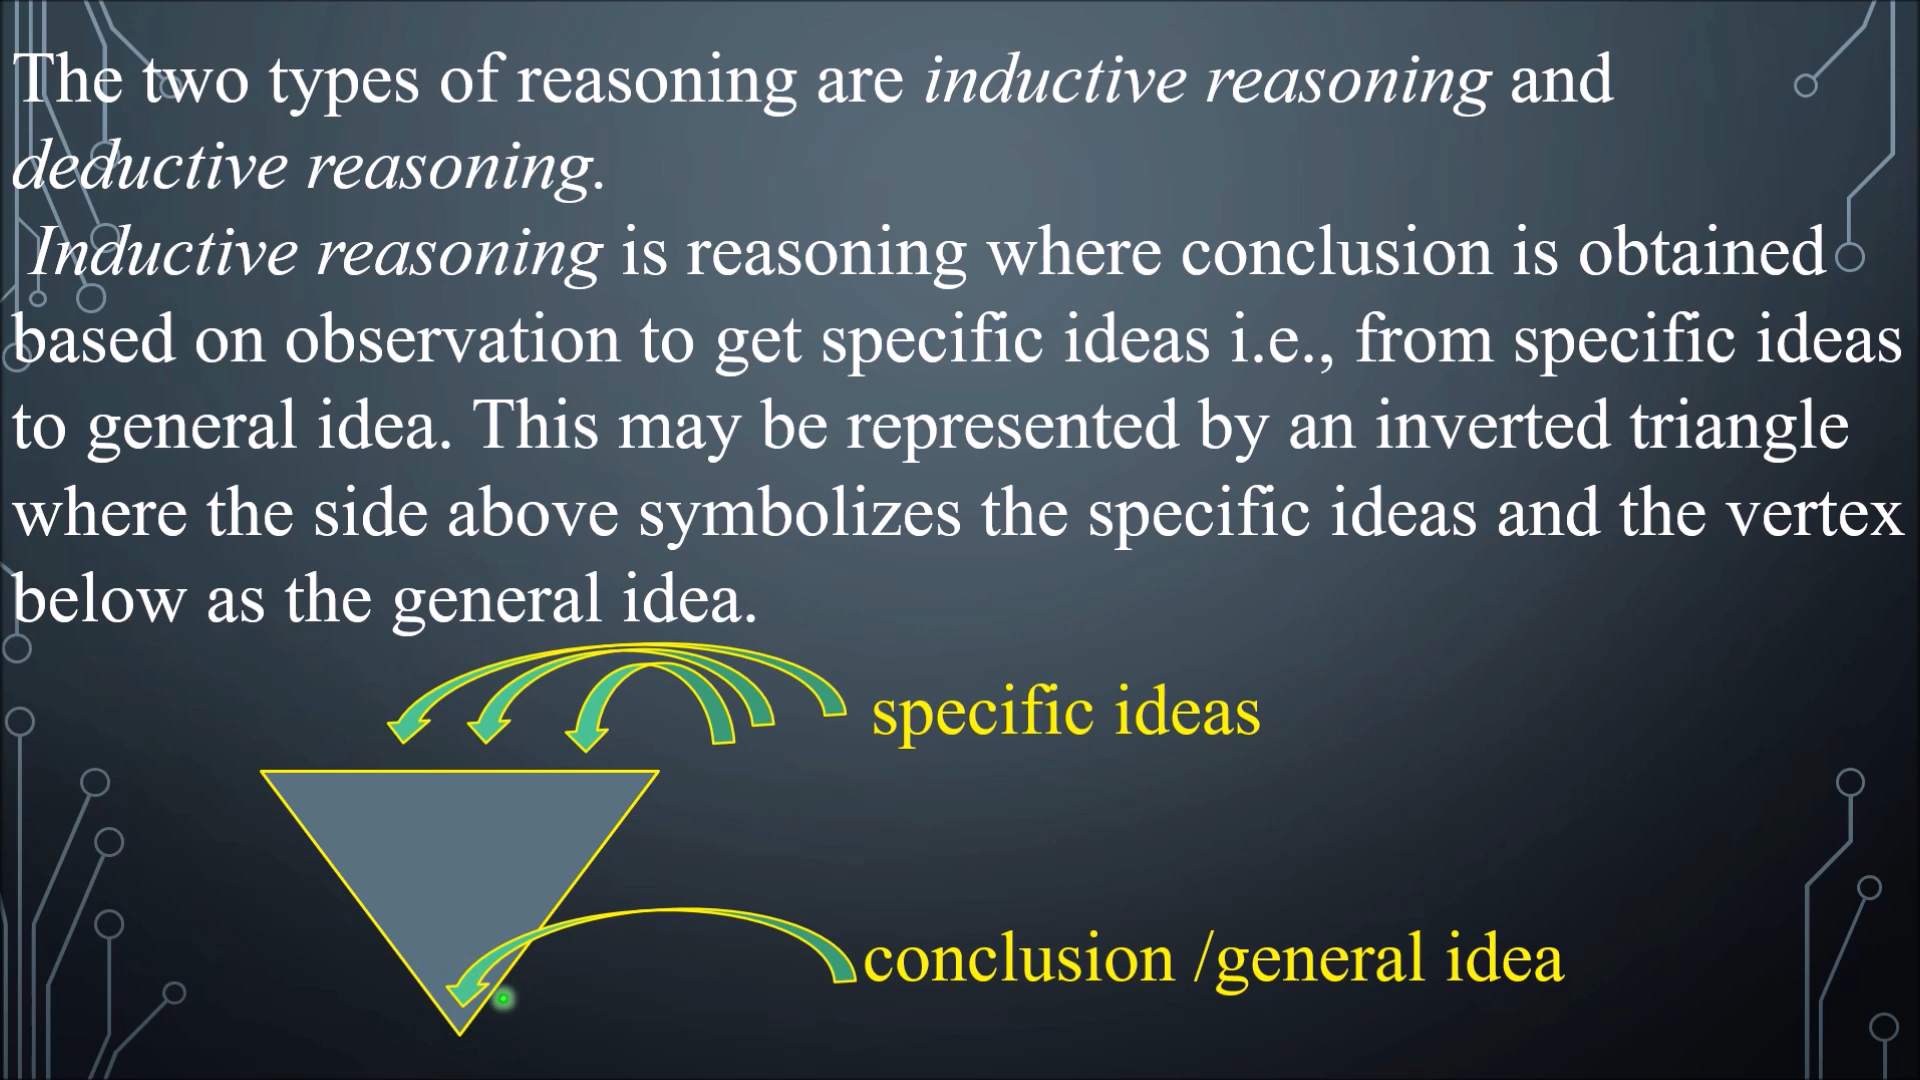 The two types of reasoning are inductive reasoning and
deductive reasoning.
Inductive reasoning is reasoning where conclusion is obtained
based on observation to get specific ideas i.e., from specific ideas
to general idea. This may be represented by an inverted triangle
where the side above symbolizes the specific ideas and the vertex
below as the general idea.
specific ideas
conclusion /general idea